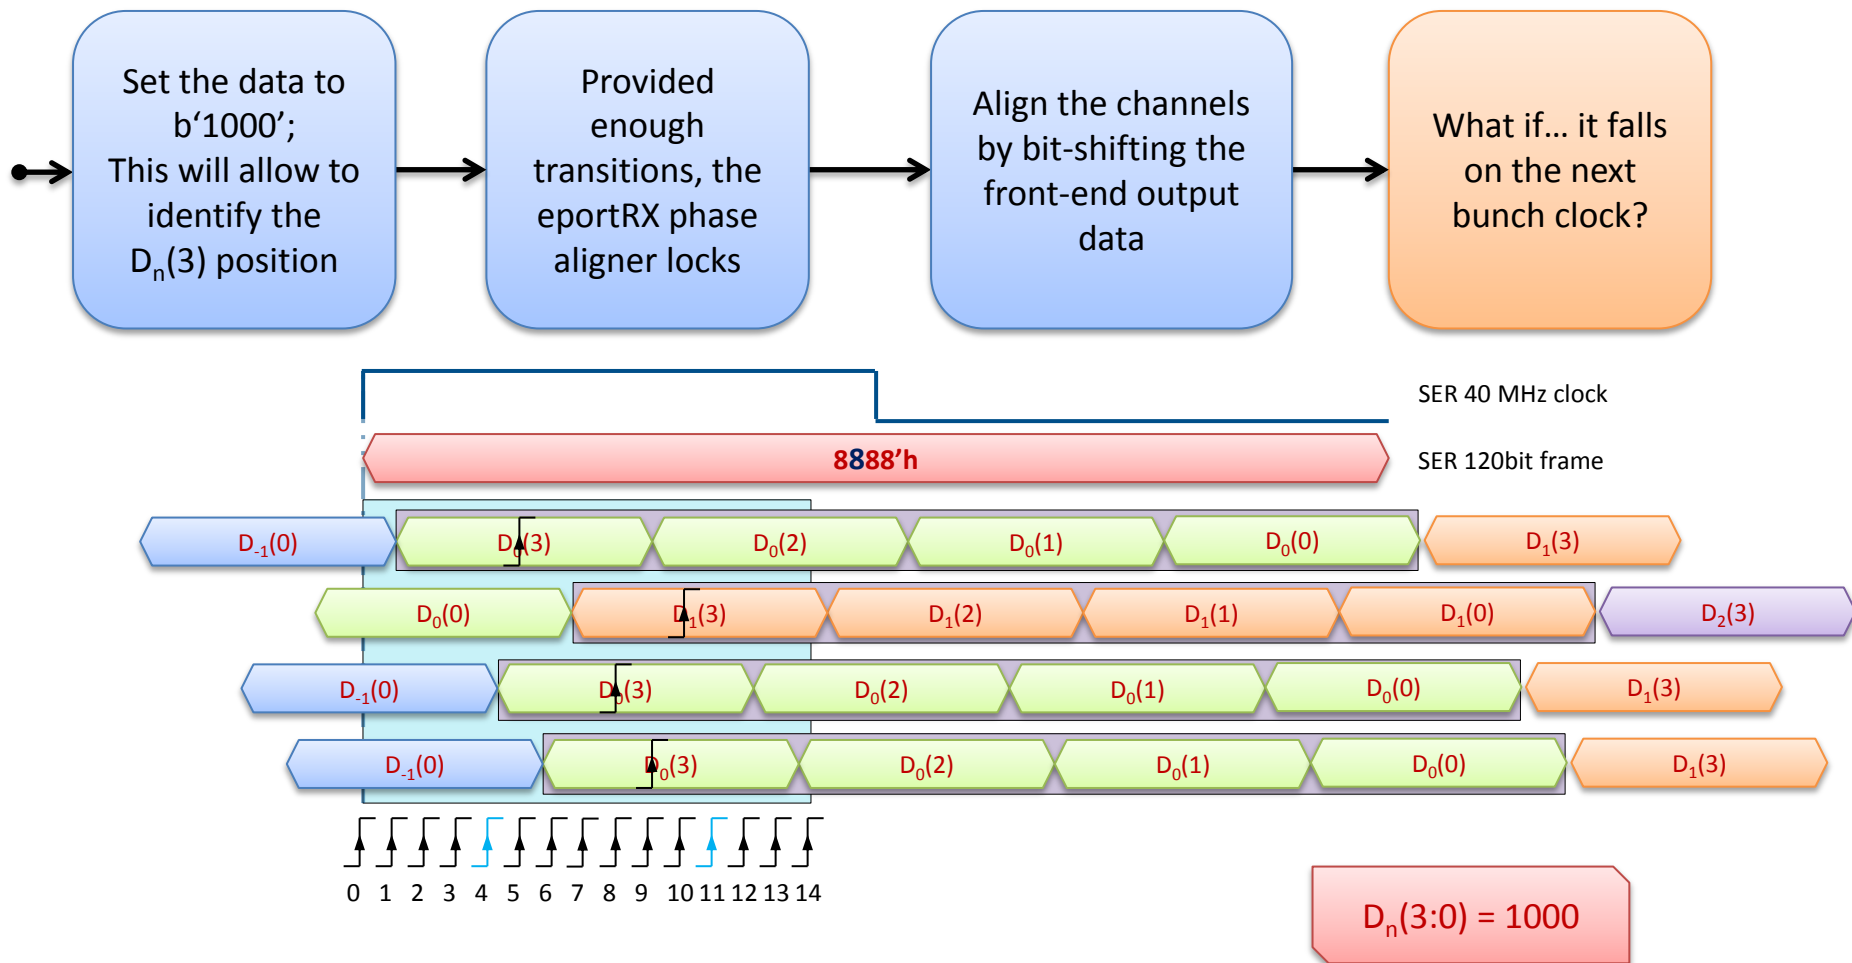 Set the data to
b‘1000’;
This will allow to
identify the
Dn(3) position
Provided
enough
transitions, the
eportRX phase
aligner locks
Align the channels
by bit-shifting the
front-end output
data
What if… it falls
on the next
bunch clock?
SER 40 MHz clock
8888’h
SER 120bit frame
D-1(0) D0(3) D0(2) D0(1) D0(0) D1(3)
D0(0) D1(3) D1(2) D1(1) D1(0) D2(3)
D-1(0) D0(3) D0(2) D0(1) D0(0) D1(3)
D-1(0) D0(3) D0(2) D0(1) D0(0) D1(3)
0 1 2 3 4 5 6 7 8 9 10 11 12 13 14
Dn(3:0) = 1000